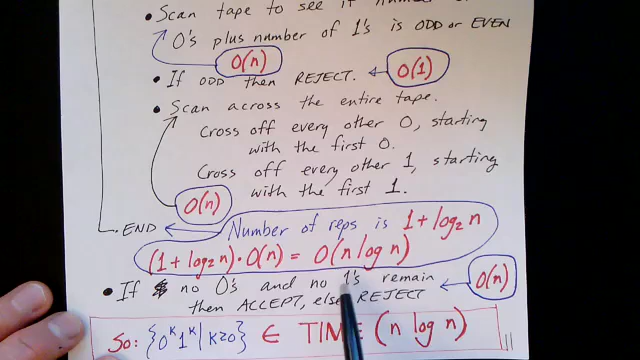 • Scan tape to see if number of
0's plus number of 1's is ODD or EVEN
O(n)
• If ODD then REJECT. O(1)
• Scan across the entire tape.
Cross off every other 0, starting
with the first 0.
Cross off every other 1, starting
with the first 1.
O(n)
END
Number of reps is 1 + log₂ n
(1 + log₂ n) · O(n) = O(n log n)
• If no 0's and no 1's remain
then ACCEPT, else REJECT
O(n)
So: {0ᴷ1ᴷ | K≥0} ∈ TIME (n log n)